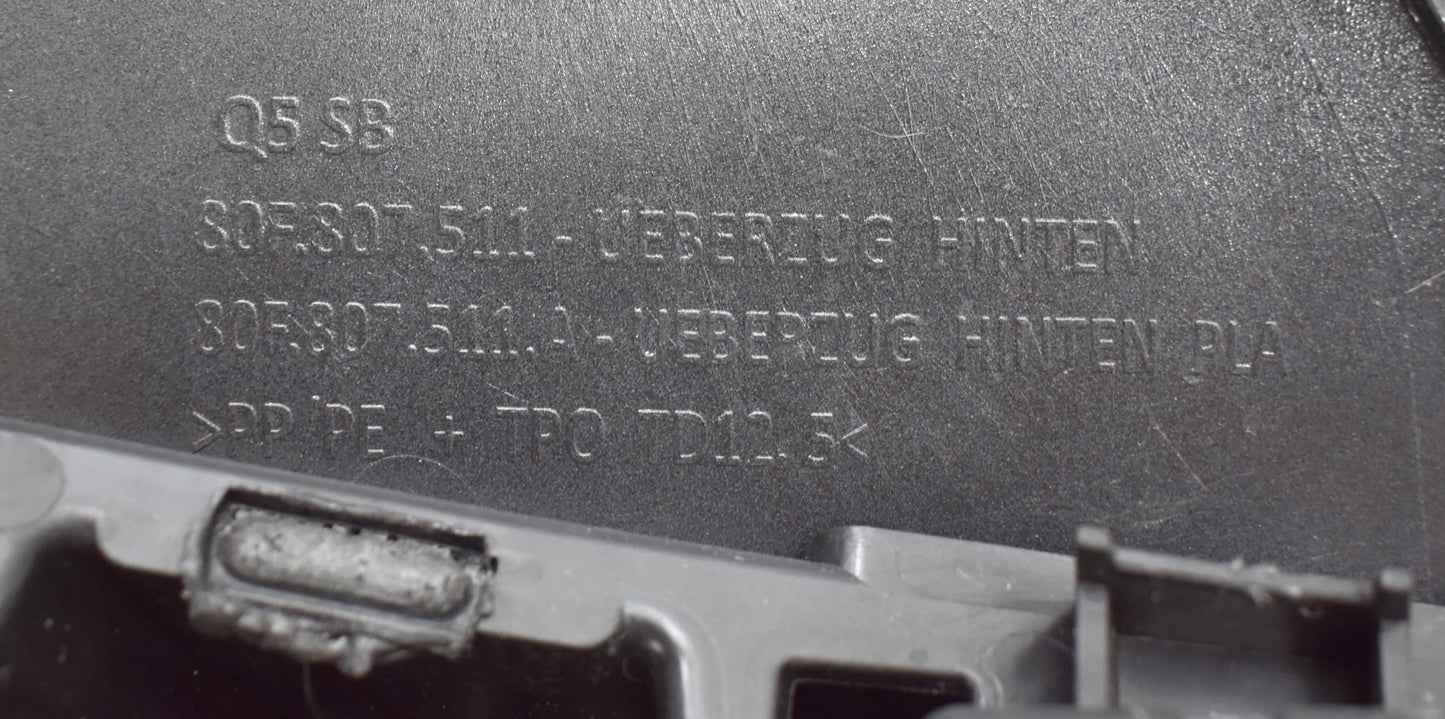 Q5 SB
80F.807.511 - UEBERZUG HINTEN
80F.807.511.A - UEBERZUG HINTEN PLA
>PP/PE + TPO TD12.5<